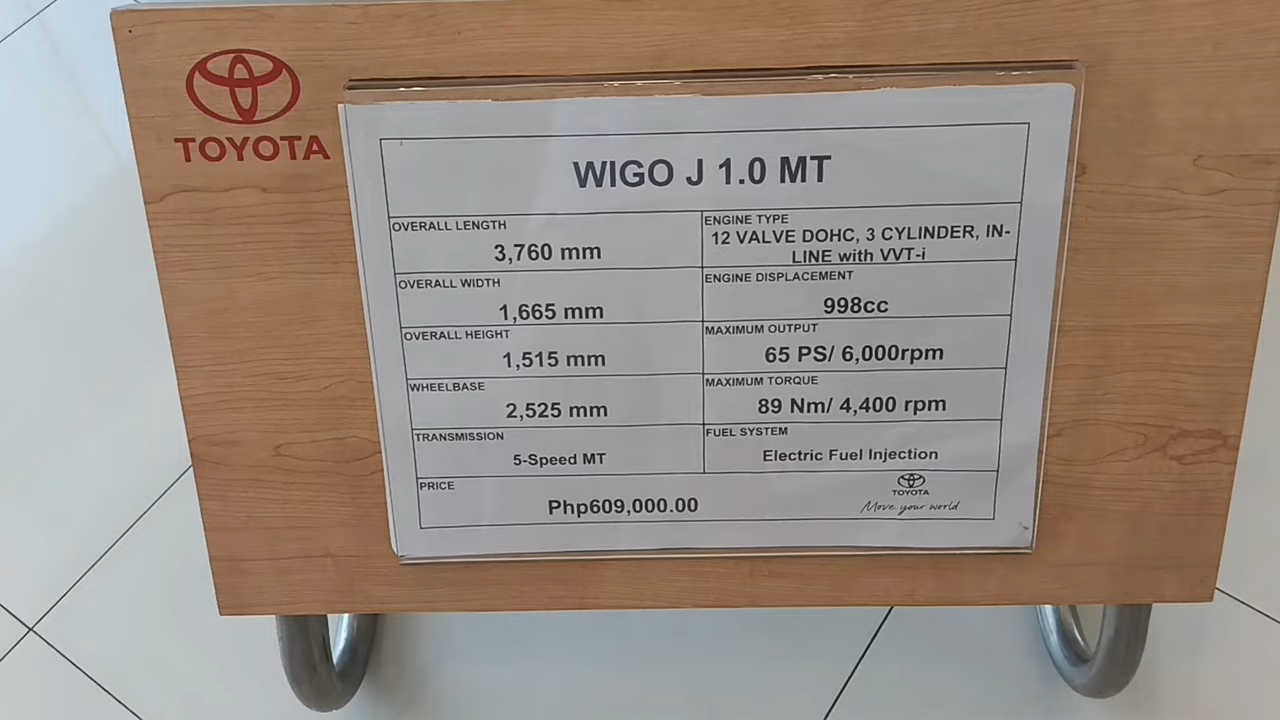 TOYOTA
WIGO J 1.0 MT
OVERALL LENGTH
3,760 mm
ENGINE TYPE
12 VALVE DOHC, 3 CYLINDER, IN-
LINE with VVT-i
OVERALL WIDTH
1,665 mm
ENGINE DISPLACEMENT
998cc
OVERALL HEIGHT
1,515 mm
MAXIMUM OUTPUT
65 PS/ 6,000rpm
WHEELBASE
2,525 mm
MAXIMUM TORQUE
89 Nm/ 4,400 rpm
TRANSMISSION
5-Speed MT
FUEL SYSTEM
Electric Fuel Injection
PRICE
Php609,000.00
TOYOTA
Move your world